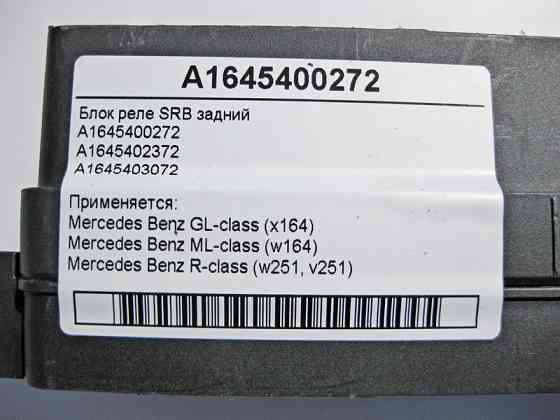 A1645400272
Блок реле SRB задний
A1645400272
A1645402372
A1645403072
Применяется:
Mercedes Benz GL-class (x164)
Mercedes Benz ML-class (w164)
Mercedes Benz R-class (w251, v251)